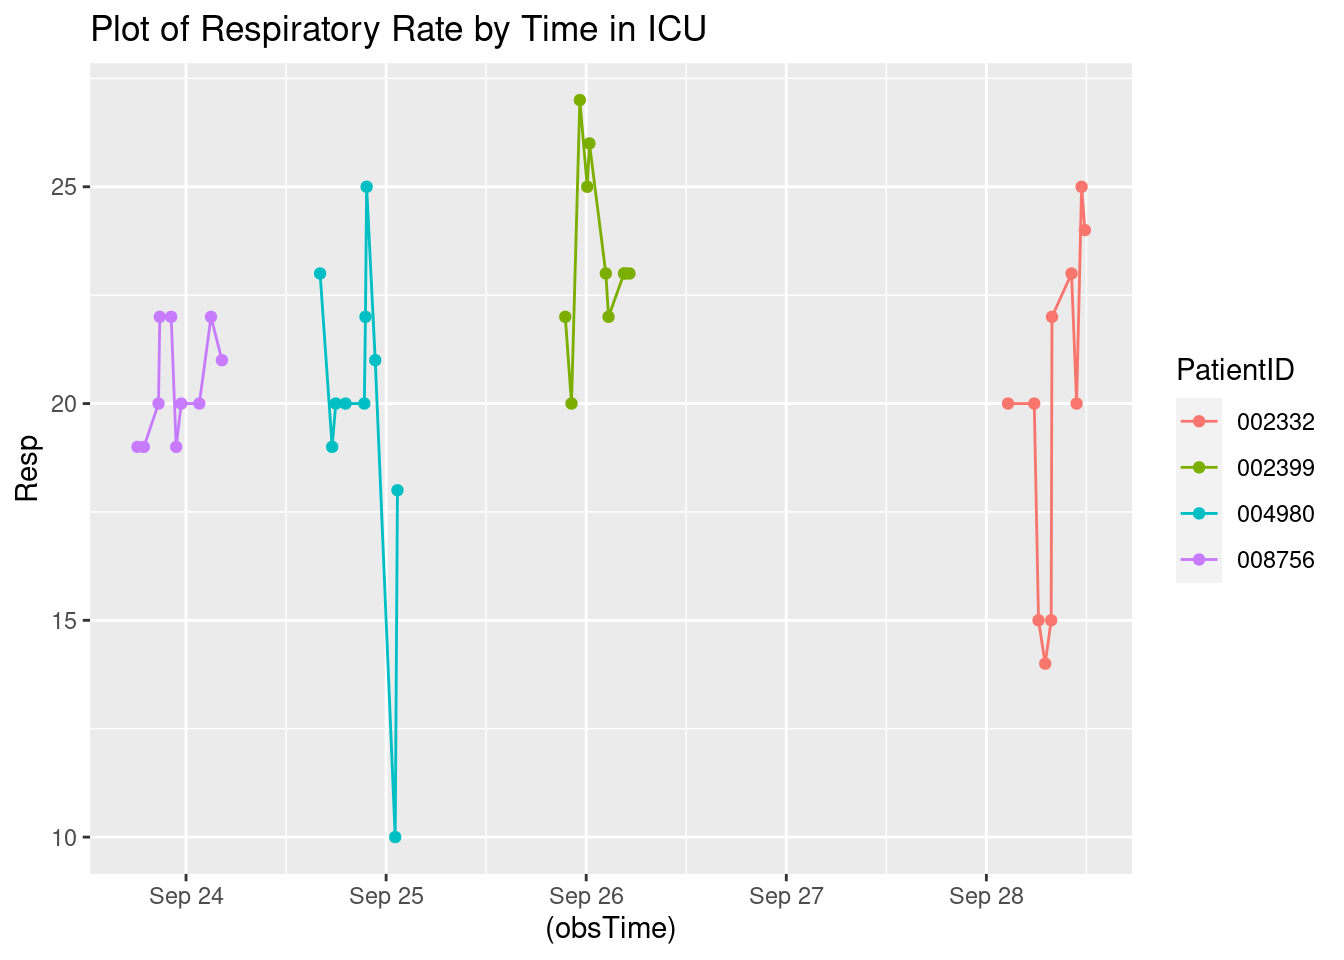 Plot of Respiratory Rate by Time in ICU
Resp
25
20
15
10
Sep 24 Sep 25 Sep 26 Sep 27 Sep 28
(obsTime)
PatientID
002332
002399
004980
008756